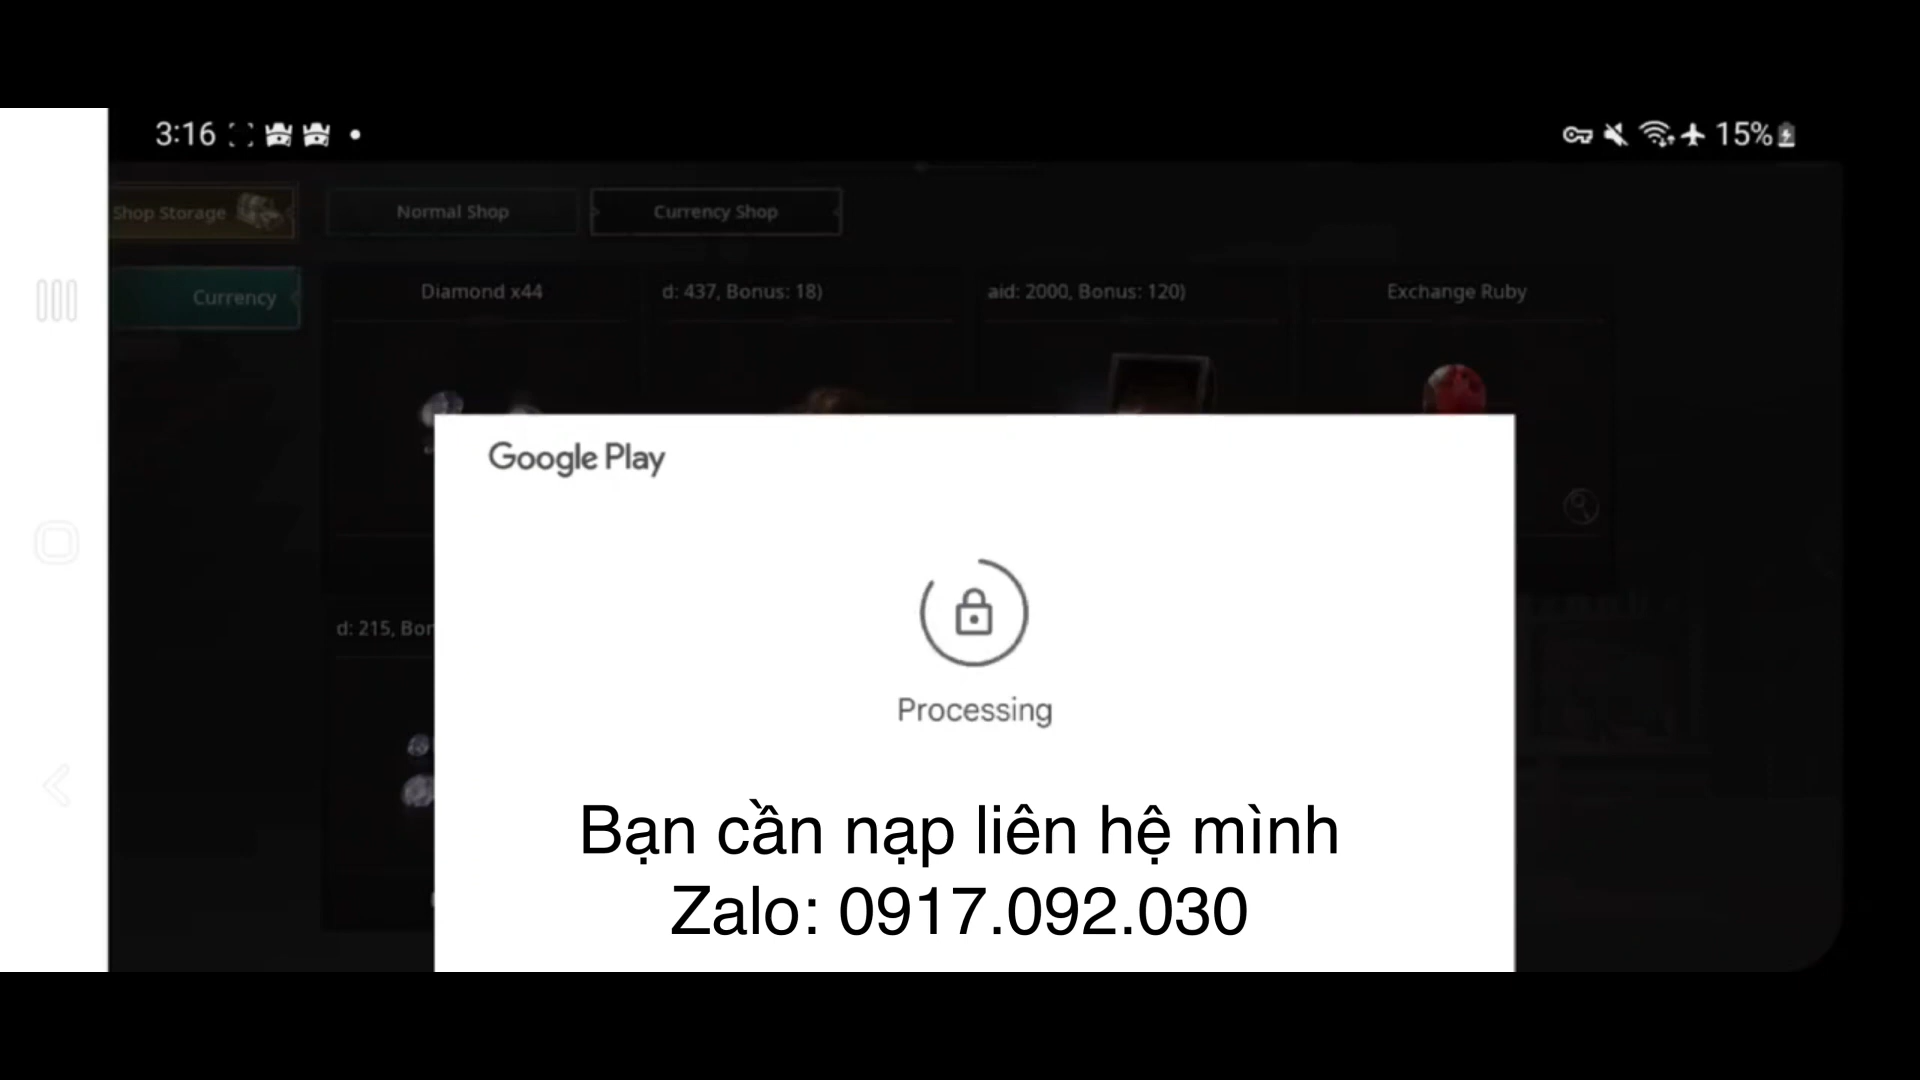 3:16
15%
Shop Storage
Normal Shop
Currency Shop
Currency
Diamond x44
d: 437, Bonus: 18)
aid: 2000, Bonus: 120)
Exchange Ruby
Google Play
d: 215, Bon
Processing
Bạn cần nạp liên hệ mình
Zalo: 0917.092.030